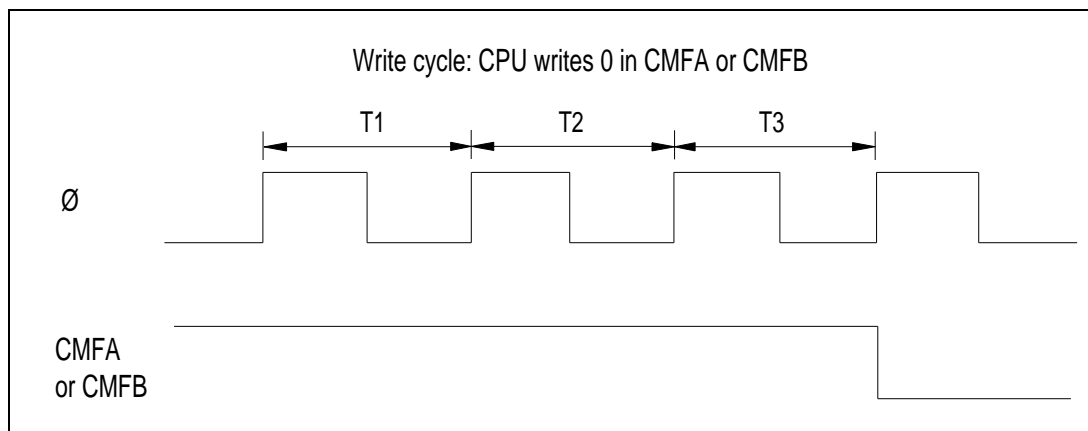 Write cycle: CPU writes 0 in CMFA or CMFB
T1 T2 T3
Ø
CMFA
or CMFB